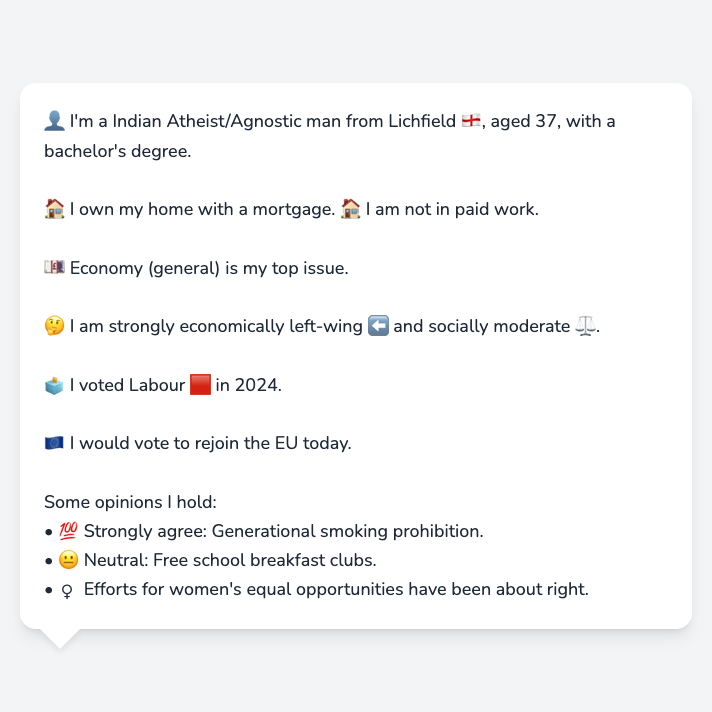 👤 I'm a Indian Atheist/Agnostic man from Lichfield 🏴󠁧󠁢󠁥󠁮󠁧󠁿, aged 37, with a
bachelor's degree.
🏠 I own my home with a mortgage. 🏠 I am not in paid work.
💷 Economy (general) is my top issue.
🤔 I am strongly economically left-wing ⬅️ and socially moderate ⚖️.
🗳️ I voted Labour 🟥 in 2024.
🇪🇺 I would vote to rejoin the EU today.
Some opinions I hold:
• 💯 Strongly agree: Generational smoking prohibition.
• 😐 Neutral: Free school breakfast clubs.
• ♀ Efforts for women's equal opportunities have been about right.